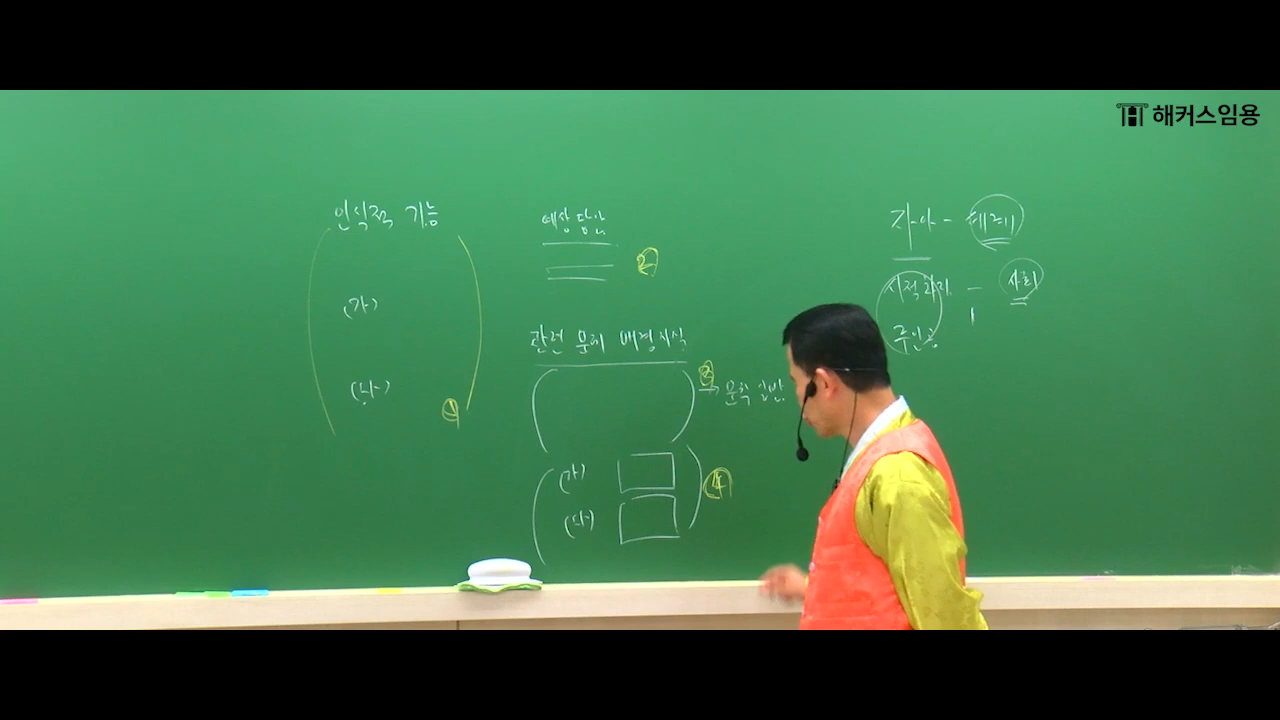 해커스임용
인식적 기능
(가)
(나)
①
예상 답안
②
관련 문제 배경지식
③ → 문학 일반
(가)
(나)
④
자아 - 세계
시적화자 - 사회
주인공